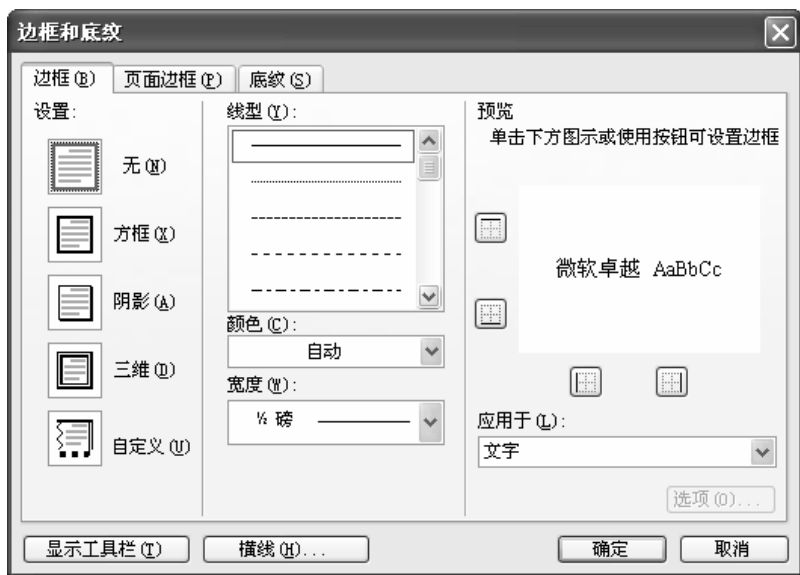 边框和底纹
边框(B) 页面边框(P) 底纹(S)
设置:
无(N)
方框(X)
阴影(A)
三维(D)
自定义(U)
线型(Y):
颜色(C):
自动
宽度(W):
½ 磅
预览
单击下方图示或使用按钮可设置边框
微软卓越 AaBbCc
应用于(L):
文字
选项(O)...
显示工具栏(T) 横线(H)... 确定 取消